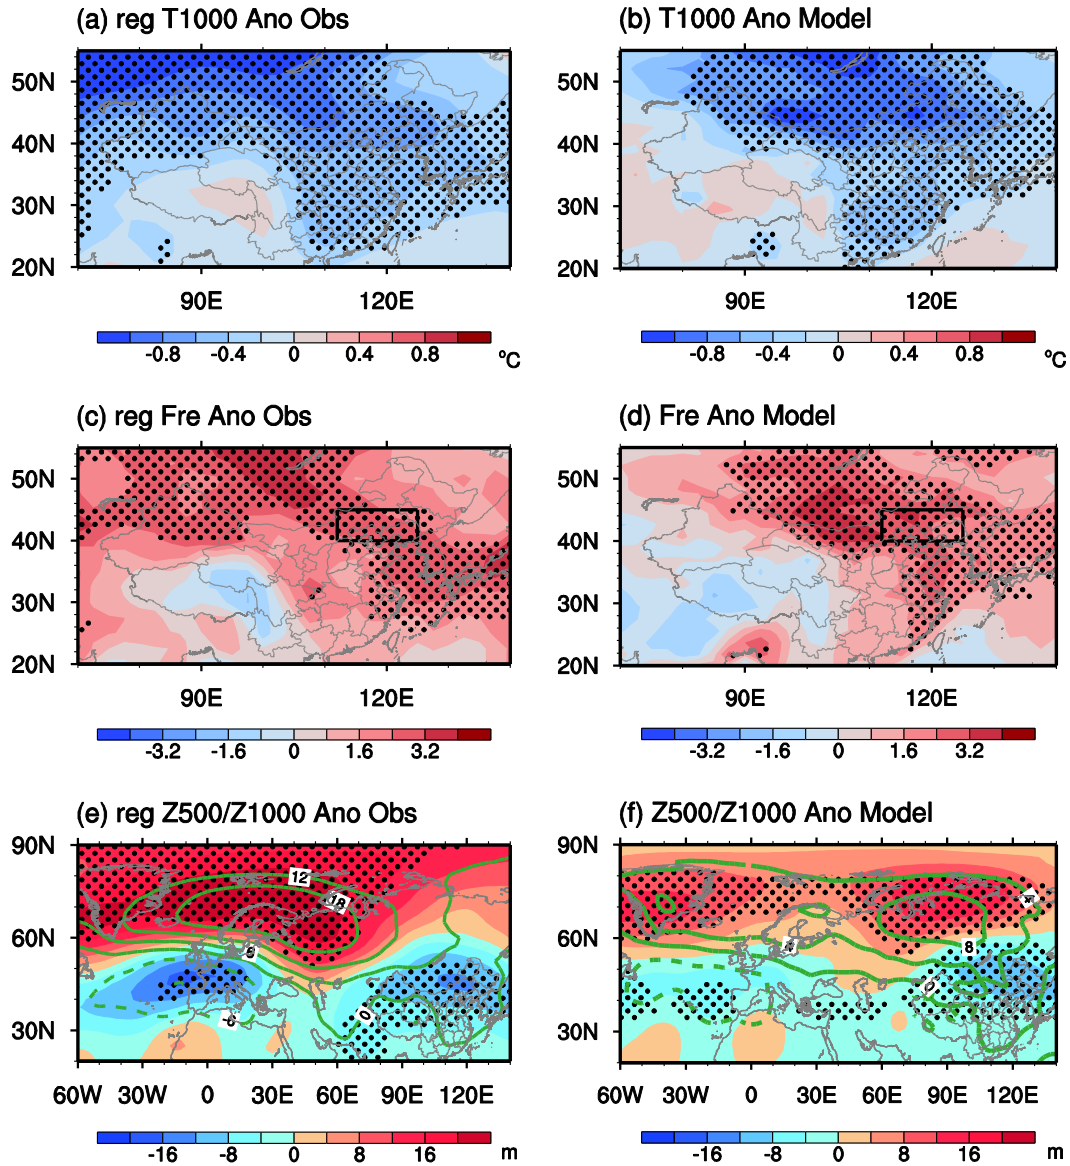 (a) reg T1000 Ano Obs
(b) T1000 Ano Model
50N
40N
30N
20N
90E 120E
50N
40N
30N
20N
90E 120E
-0.8 -0.4 0 0.4 0.8
°C
-0.8 -0.4 0 0.4 0.8
°C
(c) reg Fre Ano Obs
(d) Fre Ano Model
50N
40N
30N
20N
90E 120E
50N
40N
30N
20N
90E 120E
-3.2 -1.6 0 1.6 3.2
-3.2 -1.6 0 1.6 3.2
(e) reg Z500/Z1000 Ano Obs
(f) Z500/Z1000 Ano Model
90N
60N
30N
12
18
6
-6
0
60W 30W 0 30E 60E 90E 120E
90N
60N
30N
4
4
8
0
60W 30W 0 30E 60E 90E 120E
-16 -8 0 8 16
m
-16 -8 0 8 16
m